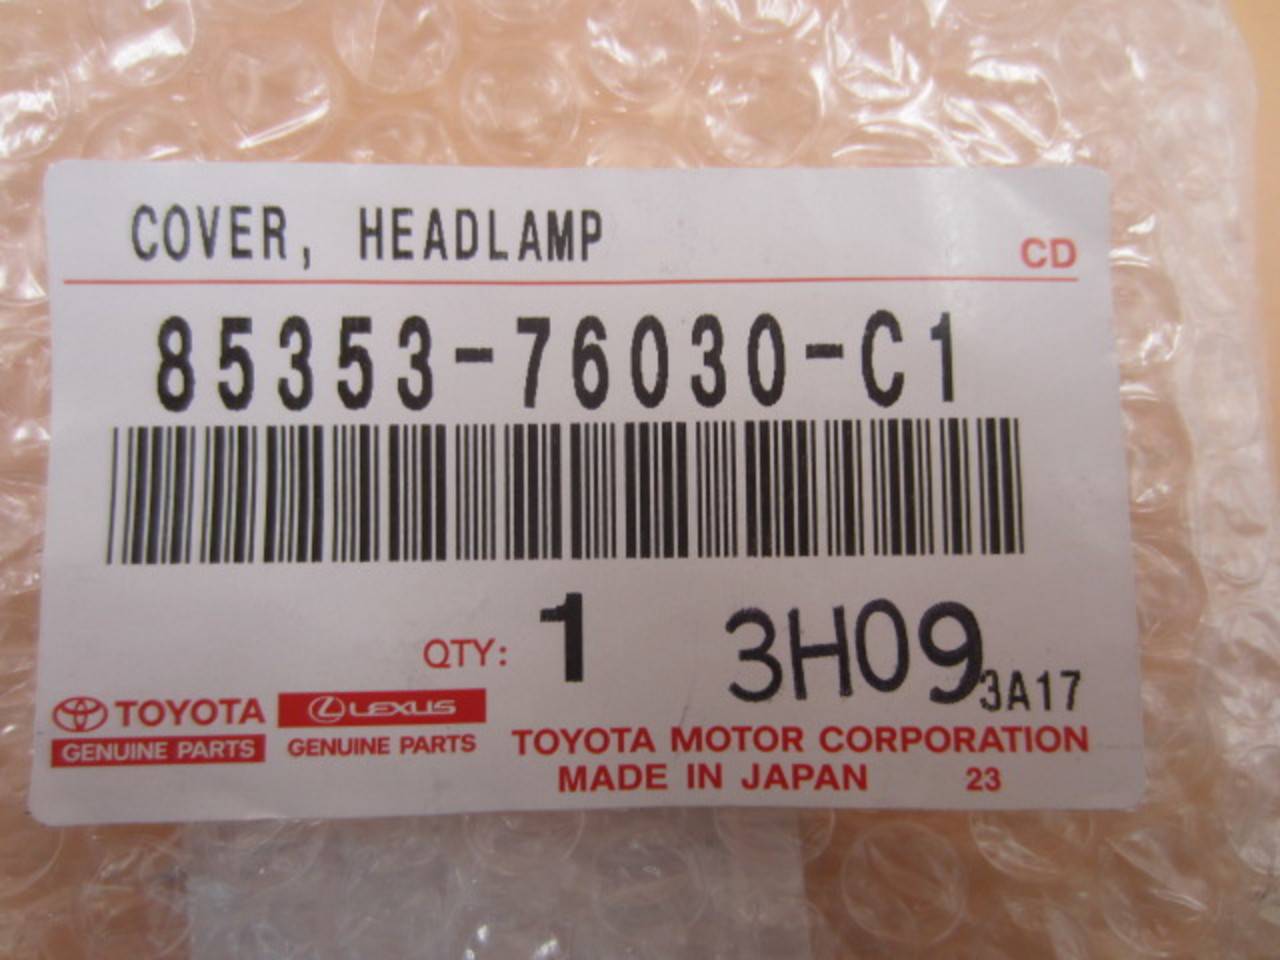 COVER, HEADLAMP
CD
85353-76030-C1
QTY: 1 3H09 3A17
TOYOTA LEXUS
GENUINE PARTS GENUINE PARTS
TOYOTA MOTOR CORPORATION
MADE IN JAPAN 23